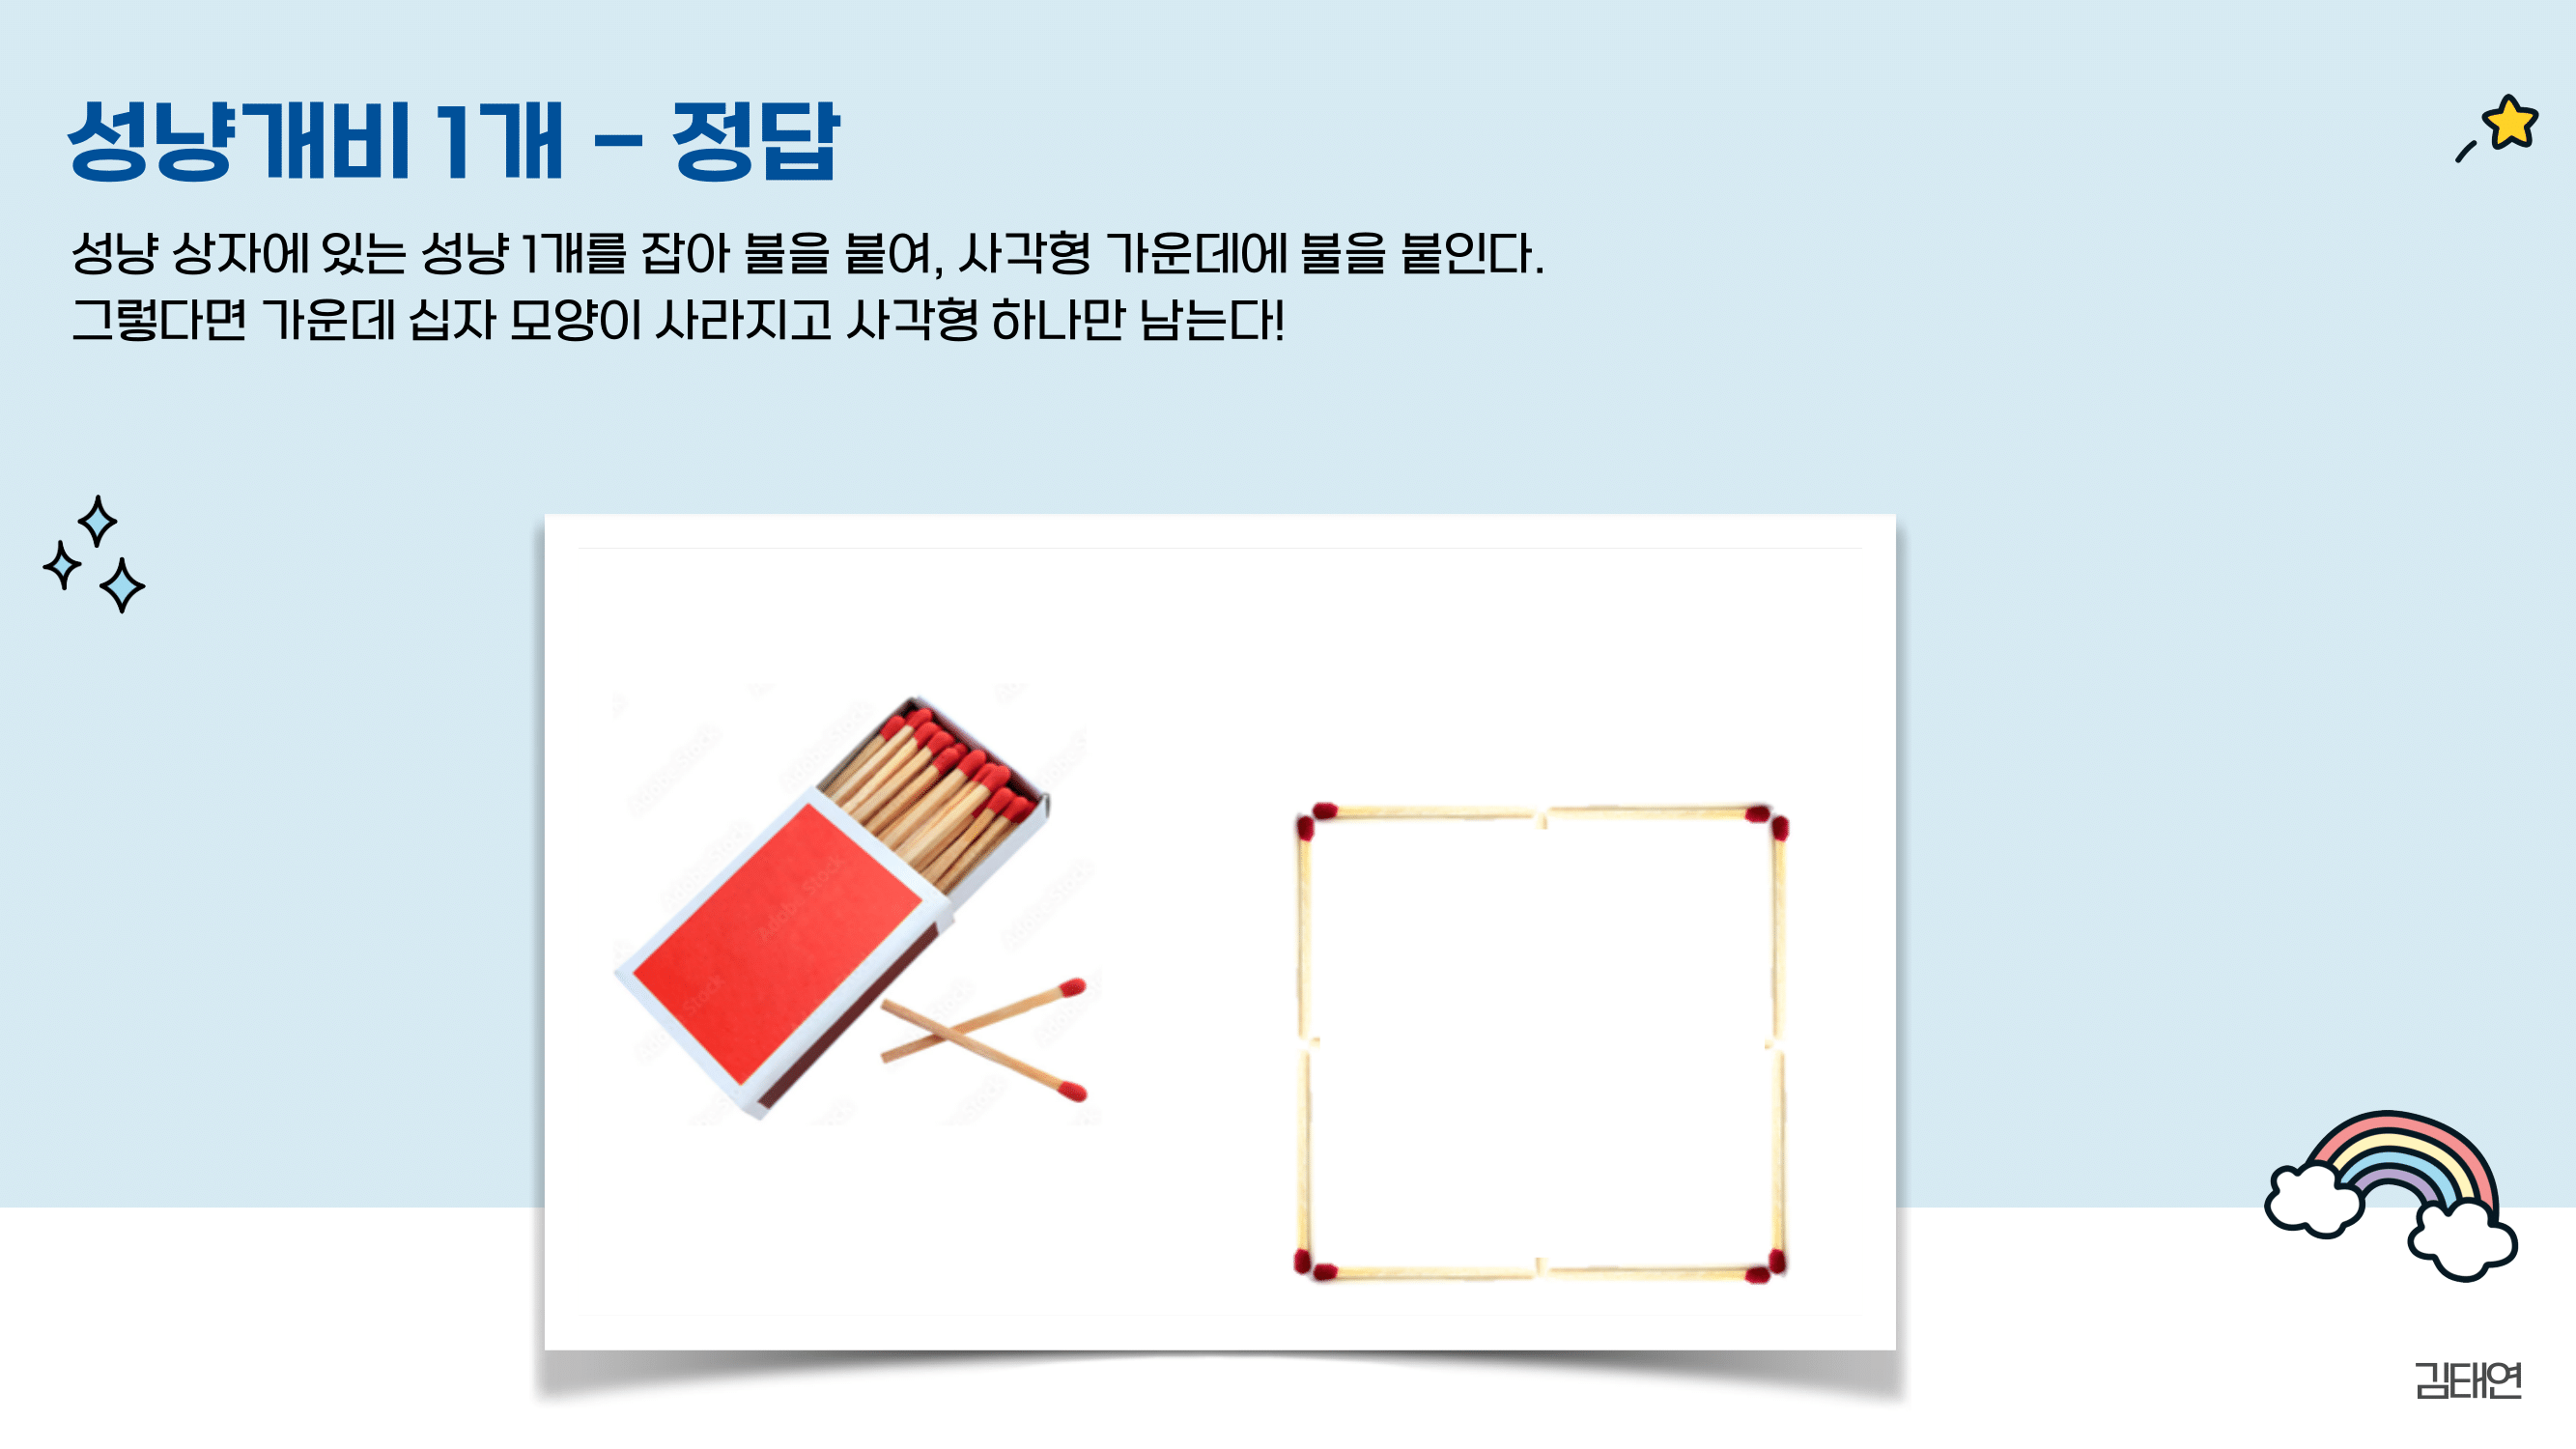 성냥개비 1개 - 정답
성냥 상자에 있는 성냥 1개를 잡아 불을 붙여, 사각형 가운데에 불을 붙인다.
그렇다면 가운데 십자 모양이 사라지고 사각형 하나만 남는다!
Adobe Stock
김태연